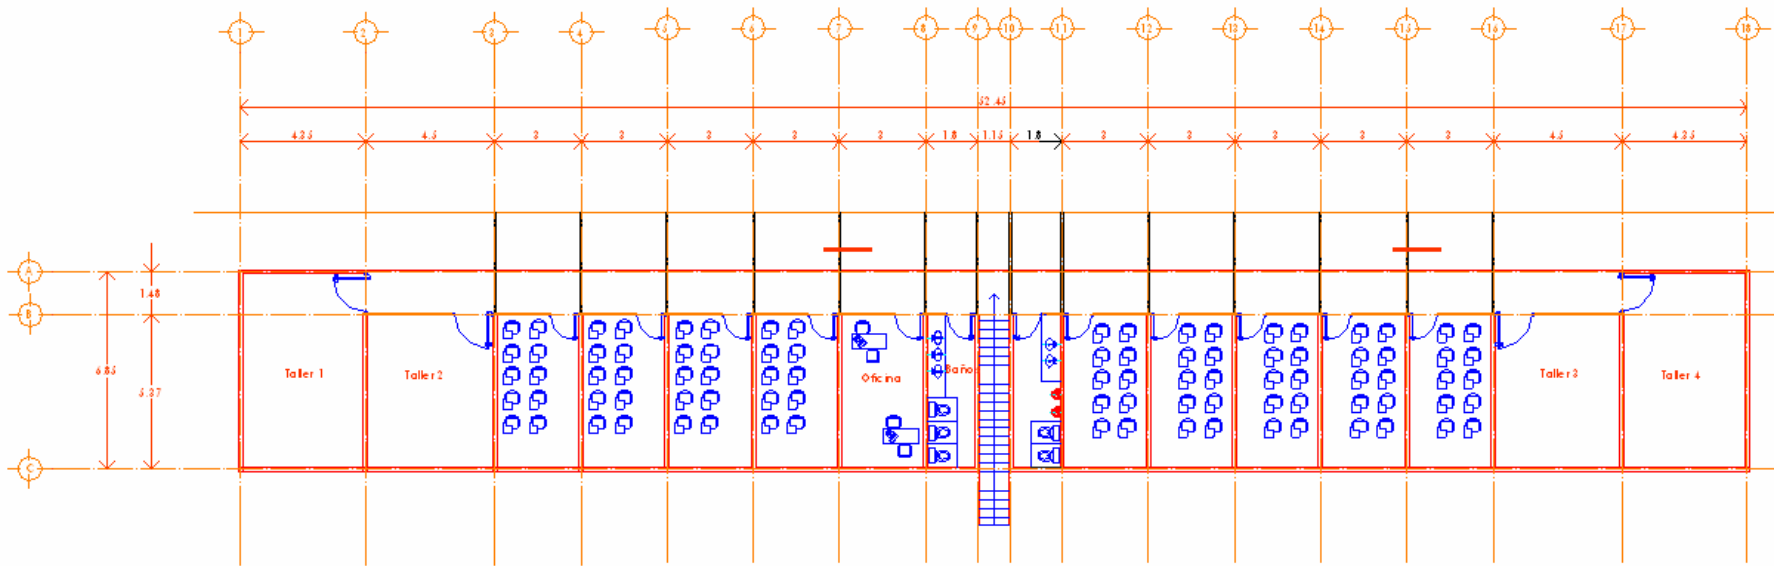 1 2 3 4 5 6 7 8 9 10 11 12 13 14 15 16 17 18
52.45
4.35 4.5 3 3 3 3 3 1.8 1.15 1.8 3 3 3 3 3 4.5 4.35
A
1.48
B
6.85
5.37
Taller 1
Taller 2
Oficina
Baños
Taller 3
Taller 4
C